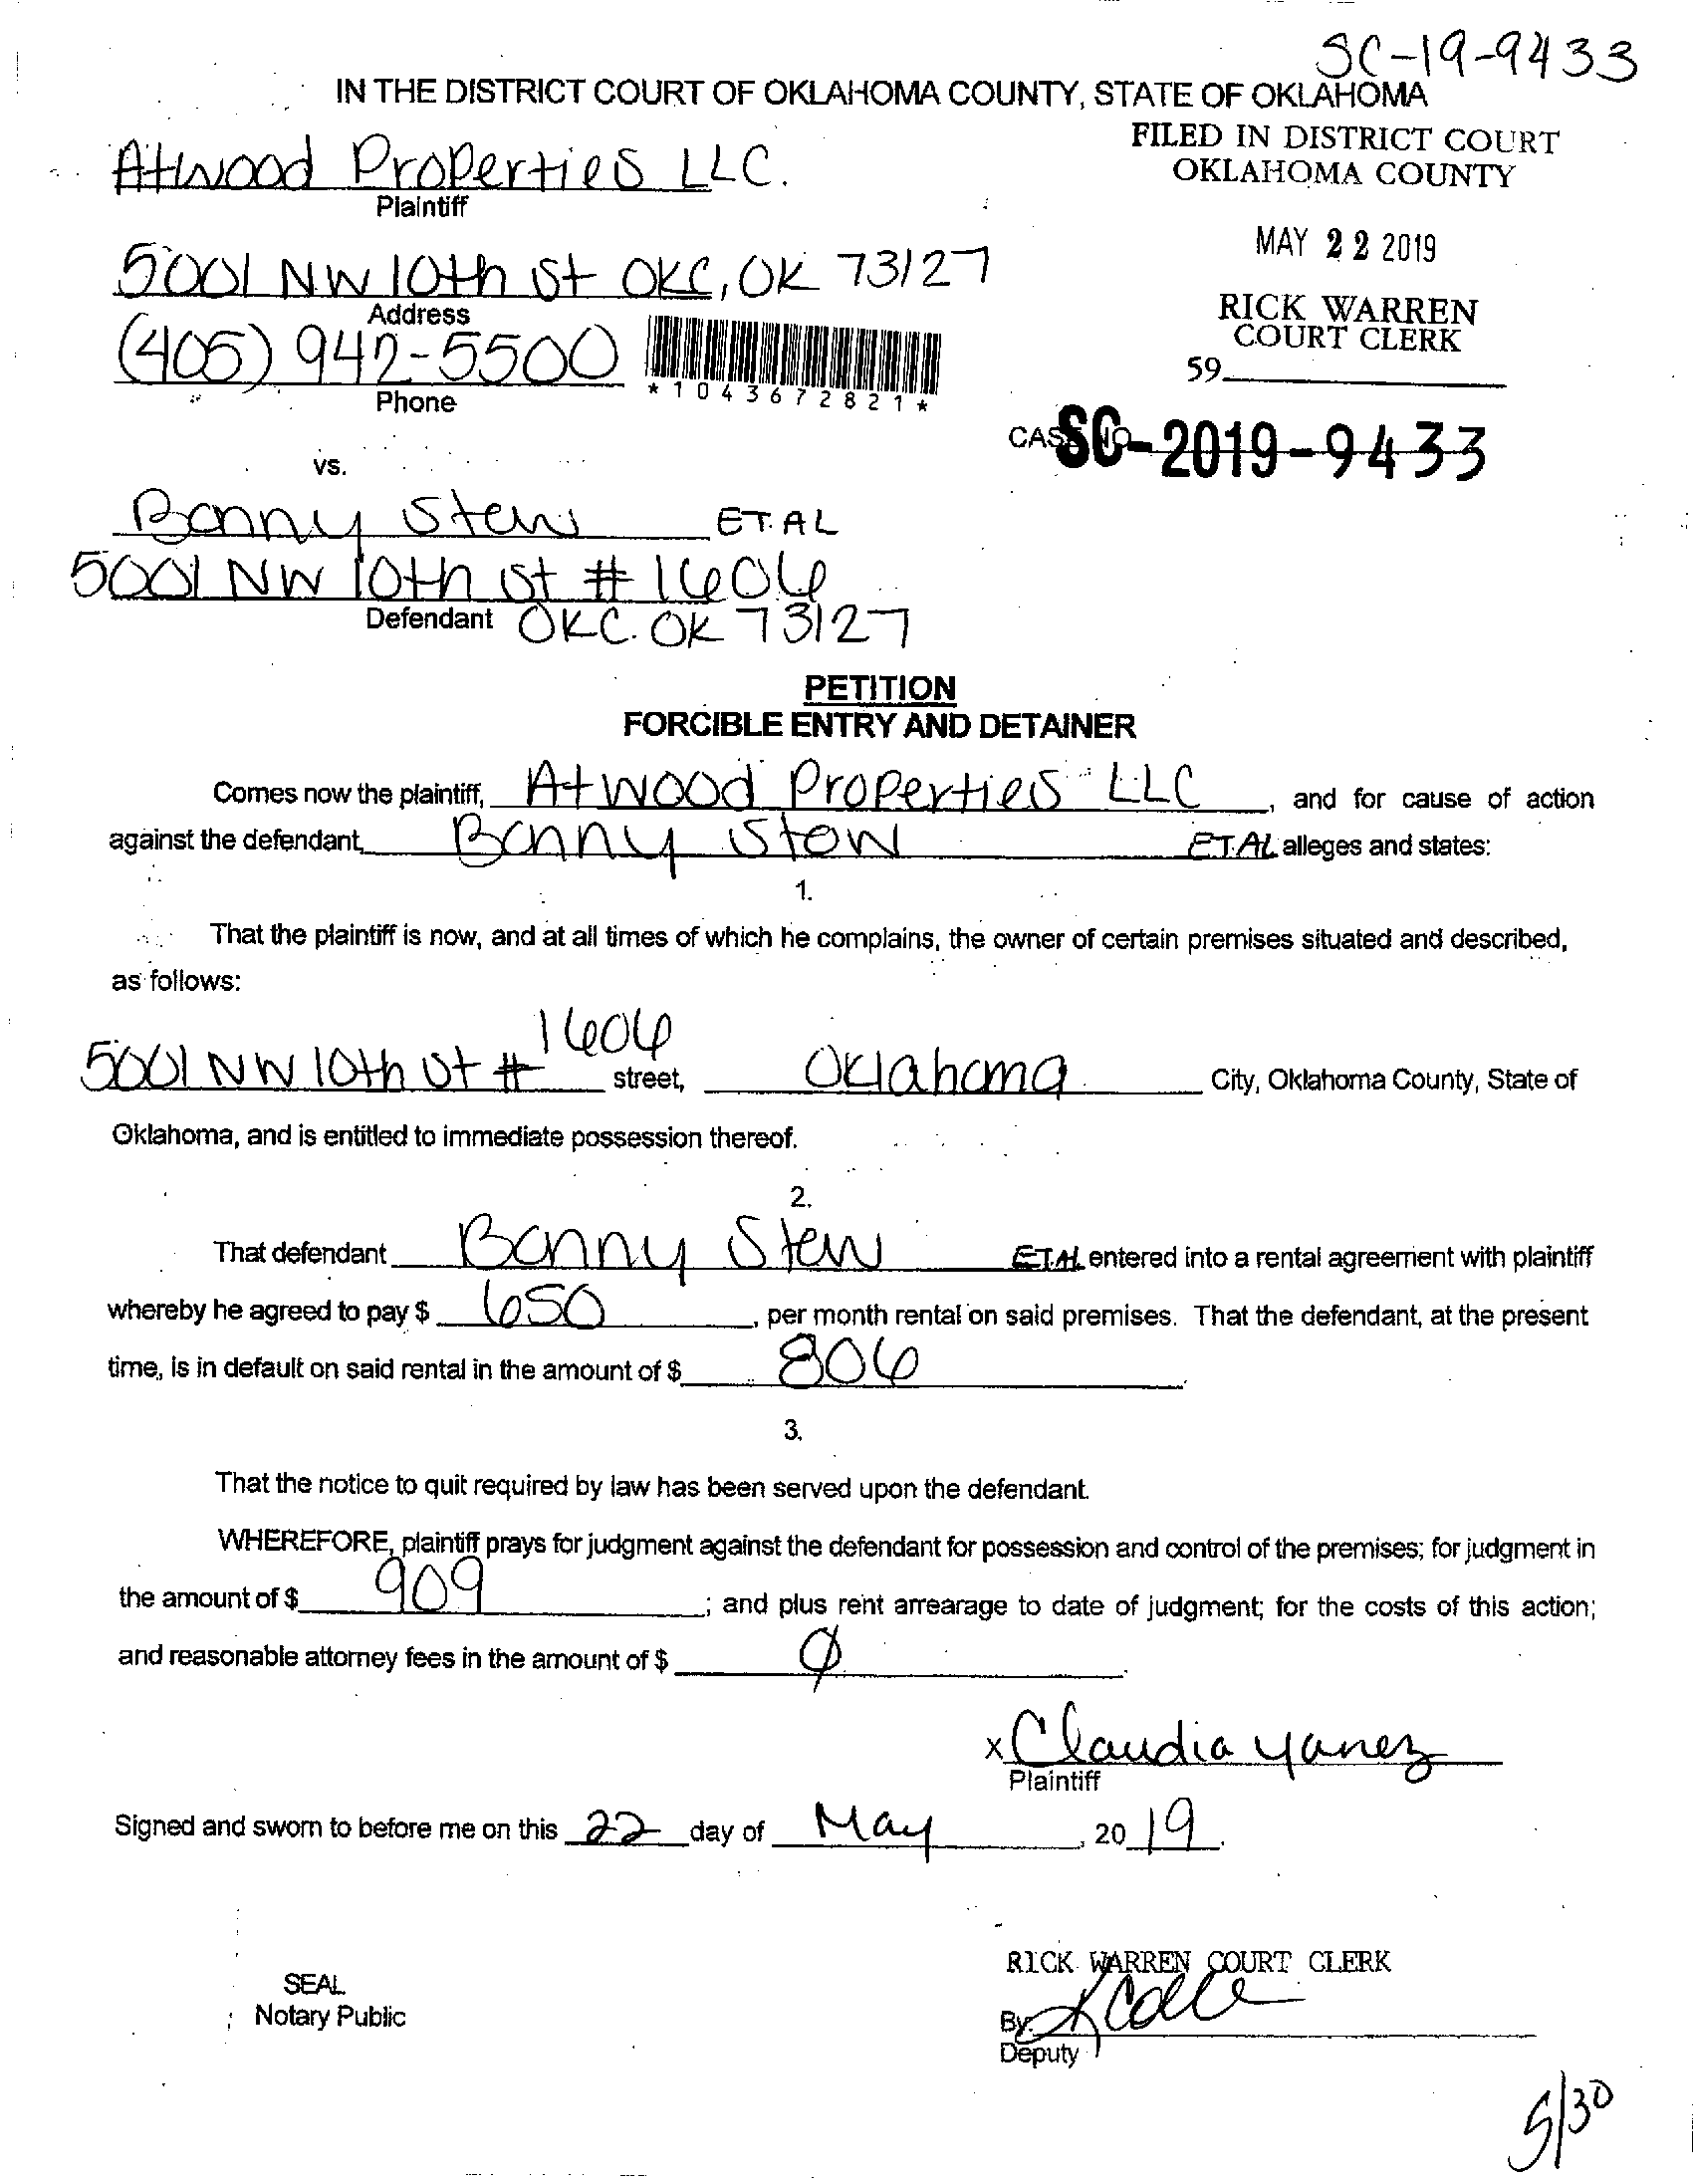 SC-19-9433
IN THE DISTRICT COURT OF OKLAHOMA COUNTY, STATE OF OKLAHOMA
FILED IN DISTRICT COURT
OKLAHOMA COUNTY
Atwood Properties LLC.
Plaintiff
MAY 22 2019
5001 NW 10th St OKC, OK 73127
Address
RICK WARREN
COURT CLERK
(405) 942-5500
59
*1043672821*
Phone
SC-2019-9433
vs.
Banny Stew ET.AL
5001 NW 10th St # 1606
Defendant OKC. OK 73127
PETITION
FORCIBLE ENTRY AND DETAINER
Comes now the plaintiff, Atwood Properties LLC, and for cause of action
against the defendant, Banny Stew ET.AL alleges and states:
1.
That the plaintiff is now, and at all times of which he complains, the owner of certain premises situated and described,
as follows:
5001 NW 10th St # 1606 street, Oklahoma City, Oklahoma County, State of
Oklahoma, and is entitled to immediate possession thereof.
2.
That defendant Banny Stew ET.AL entered into a rental agreement with plaintiff
whereby he agreed to pay $ 650, per month rental on said premises. That the defendant, at the present
time, is in default on said rental in the amount of $ 806.
3.
That the notice to quit required by law has been served upon the defendant.
WHEREFORE, plaintiff prays for judgment against the defendant for possession and control of the premises; for judgment in
the amount of $ 909; and plus rent arrearage to date of judgment; for the costs of this action;
and reasonable attorney fees in the amount of $ Ø.
x Claudia Yanez
Plaintiff
Signed and sworn to before me on this 22 day of May, 2019.
RICK WARREN COURT CLERK
SEAL
Notary Public
By:
Deputy
5/30